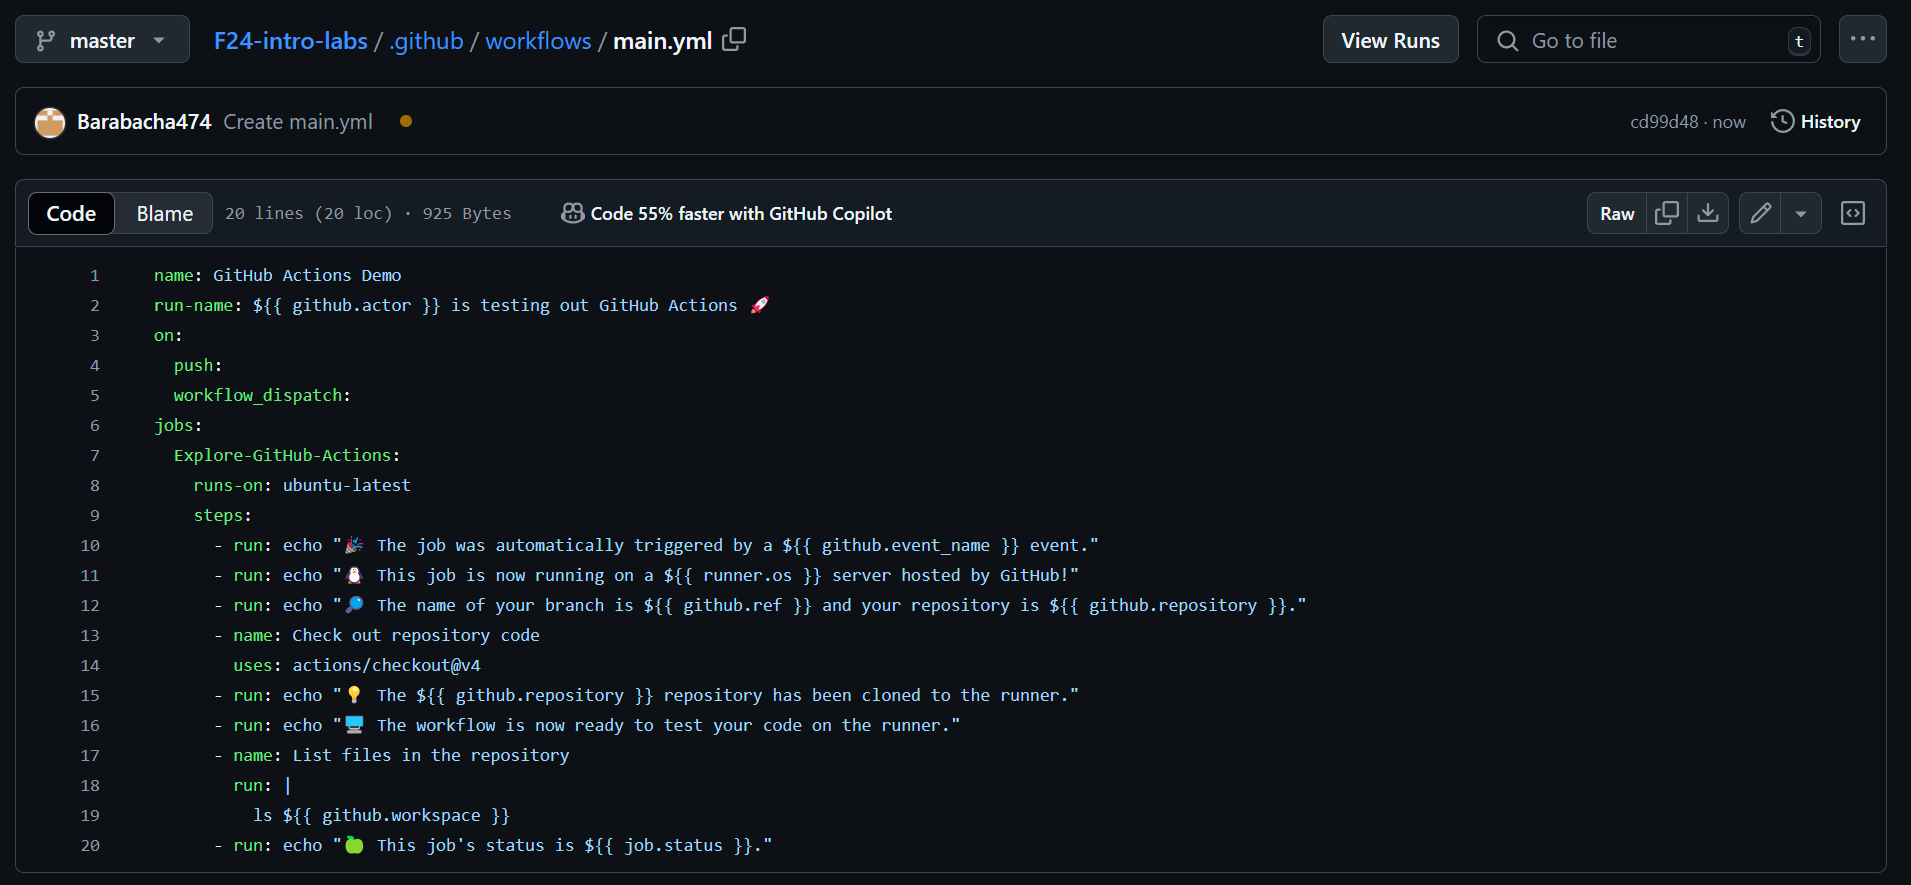 master F24-intro-labs / .github / workflows / main.yml View Runs Go to file t
Barabacha474 Create main.yml cd99d48 · now History
Code Blame 20 lines (20 loc) · 925 Bytes Code 55% faster with GitHub Copilot Raw
1 name: GitHub Actions Demo
2 run-name: ${{ github.actor }} is testing out GitHub Actions 🚀
3 on:
4 push:
5 workflow_dispatch:
6 jobs:
7 Explore-GitHub-Actions:
8 runs-on: ubuntu-latest
9 steps:
10 - run: echo "🎉 The job was automatically triggered by a ${{ github.event_name }} event."
11 - run: echo "🐧 This job is now running on a ${{ runner.os }} server hosted by GitHub!"
12 - run: echo "🔎 The name of your branch is ${{ github.ref }} and your repository is ${{ github.repository }}."
13 - name: Check out repository code
14 uses: actions/checkout@v4
15 - run: echo "💡 The ${{ github.repository }} repository has been cloned to the runner."
16 - run: echo "🖥️ The workflow is now ready to test your code on the runner."
17 - name: List files in the repository
18 run: |
19 ls ${{ github.workspace }}
20 - run: echo "🍏 This job's status is ${{ job.status }}."